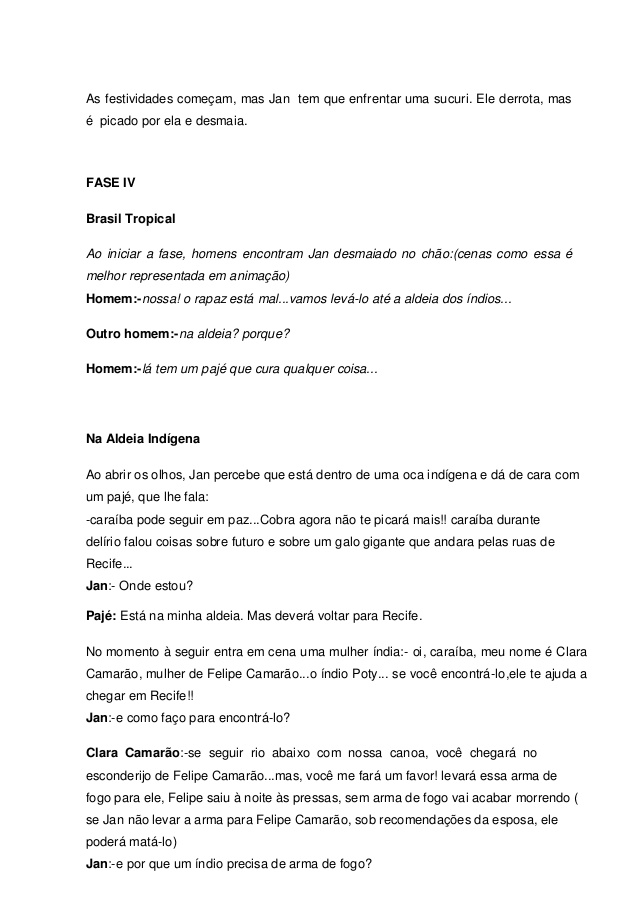 As festividades começam, mas Jan  tem que enfrentar uma sucuri. Ele derrota, mas
é  picado por ela e desmaia.
FASE IV
Brasil Tropical
Ao iniciar a fase, homens encontram Jan desmaiado no chão:(cenas como essa é
melhor representada em animação)
Homem:-nossa! o rapaz está mal...vamos levá-lo até a aldeia dos índios...
Outro homem:-na aldeia? porque?
Homem:-lá tem um pajé que cura qualquer coisa...
Na Aldeia Indígena
Ao abrir os olhos, Jan percebe que está dentro de uma oca indígena e dá de cara com
um pajé, que lhe fala:
-caraíba pode seguir em paz...Cobra agora não te picará mais!! caraíba durante
delírio falou coisas sobre futuro e sobre um galo gigante que andara pelas ruas de
Recife...
Jan:- Onde estou?
Pajé: Está na minha aldeia. Mas deverá voltar para Recife.
No momento à seguir entra em cena uma mulher índia:- oi, caraíba, meu nome é Clara
Camarão, mulher de Felipe Camarão...o índio Poty... se você encontrá-lo,ele te ajuda a
chegar em Recife!!
Jan:-e como faço para encontrá-lo?
Clara Camarão:-se seguir rio abaixo com nossa canoa, você chegará no
esconderijo de Felipe Camarão...mas, você me fará um favor! levará essa arma de
fogo para ele, Felipe saiu à noite às pressas, sem arma de fogo vai acabar morrendo (
se Jan não levar a arma para Felipe Camarão, sob recomendações da esposa, ele
poderá matá-lo)
Jan:-e por que um índio precisa de arma de fogo?